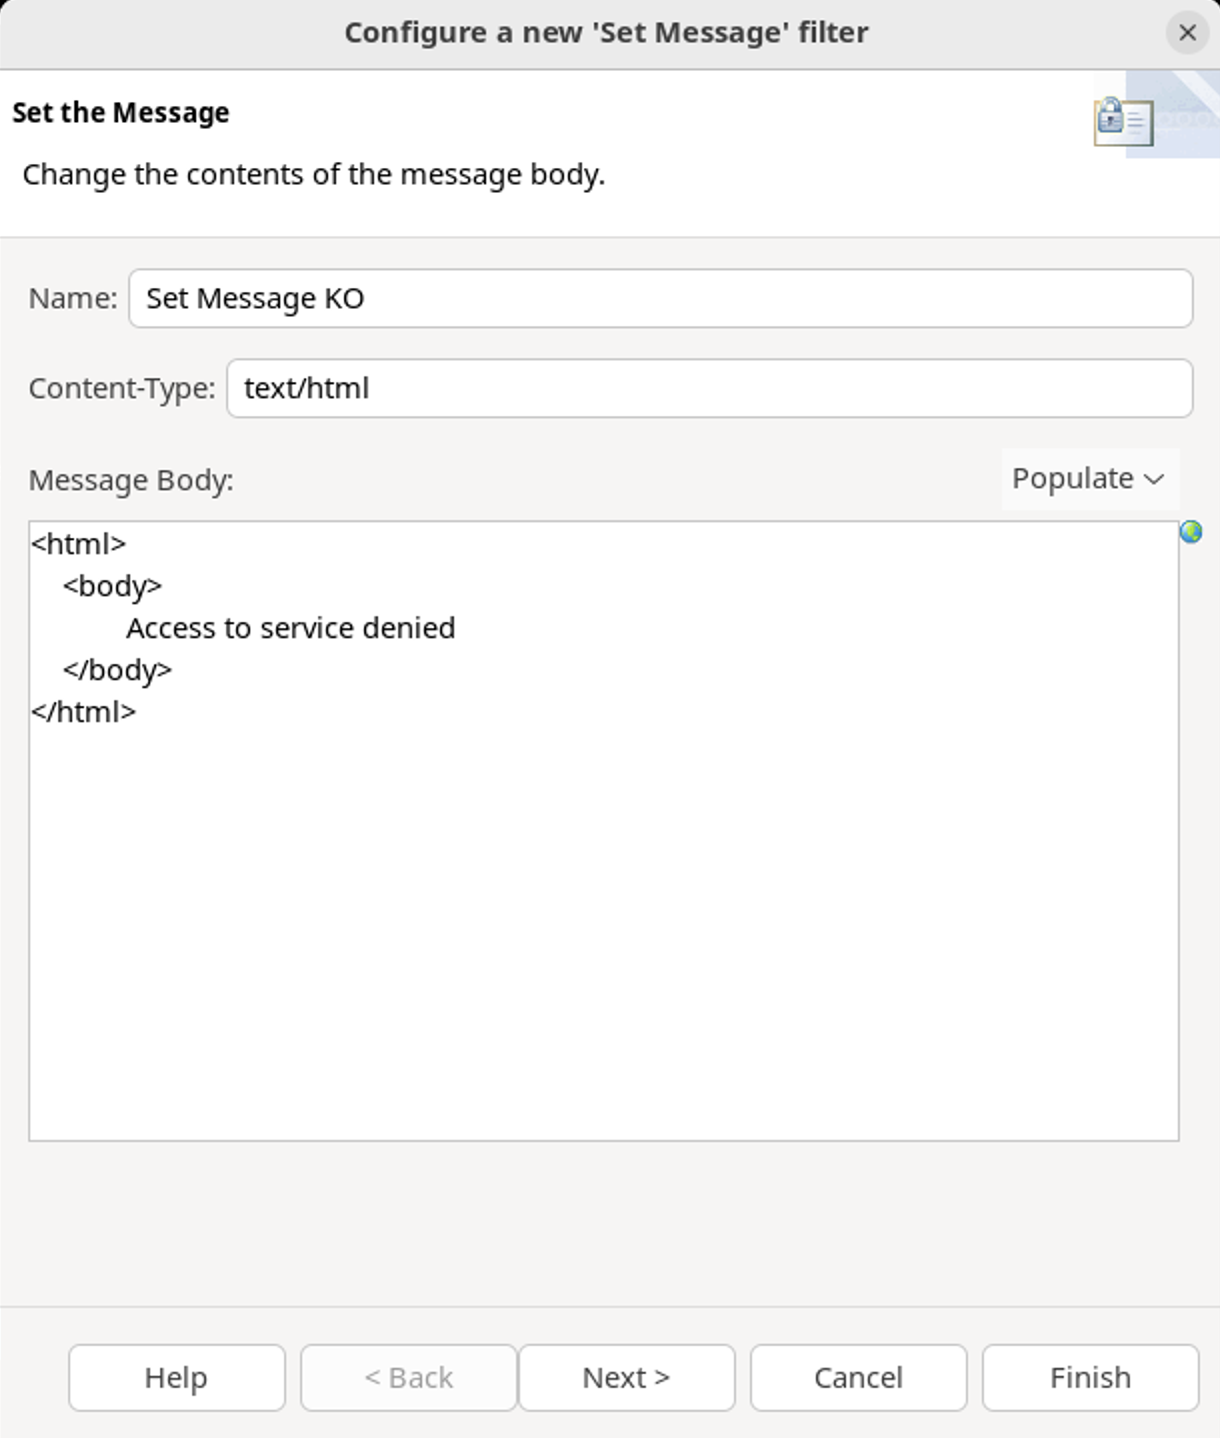 Configure a new 'Set Message' filter
Set the Message
Change the contents of the message body.
Name: Set Message KO
Content-Type: text/html
Message Body: Populate
<html>
<body>
Access to service denied
</body>
</html>
Help < Back Next > Cancel Finish